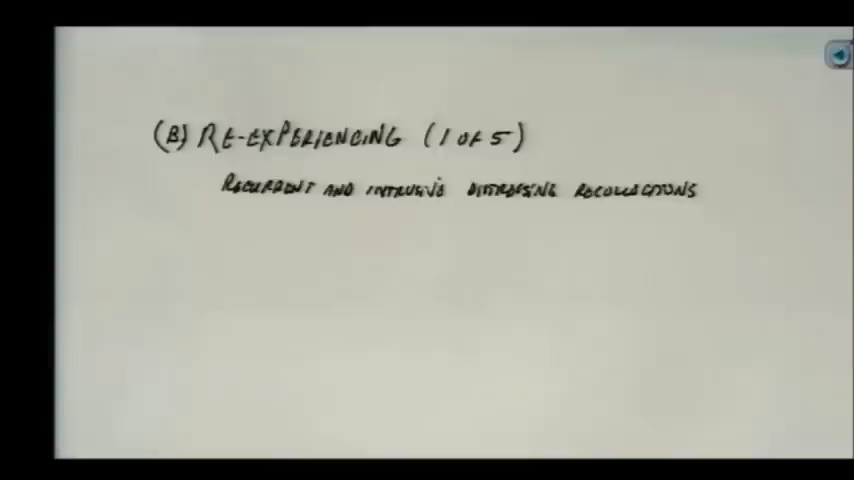 (B) RE-EXPERIENCING (1 OF 5)
RECURRENT AND INTRUSIVE DISTRESSING RECOLLECTIONS